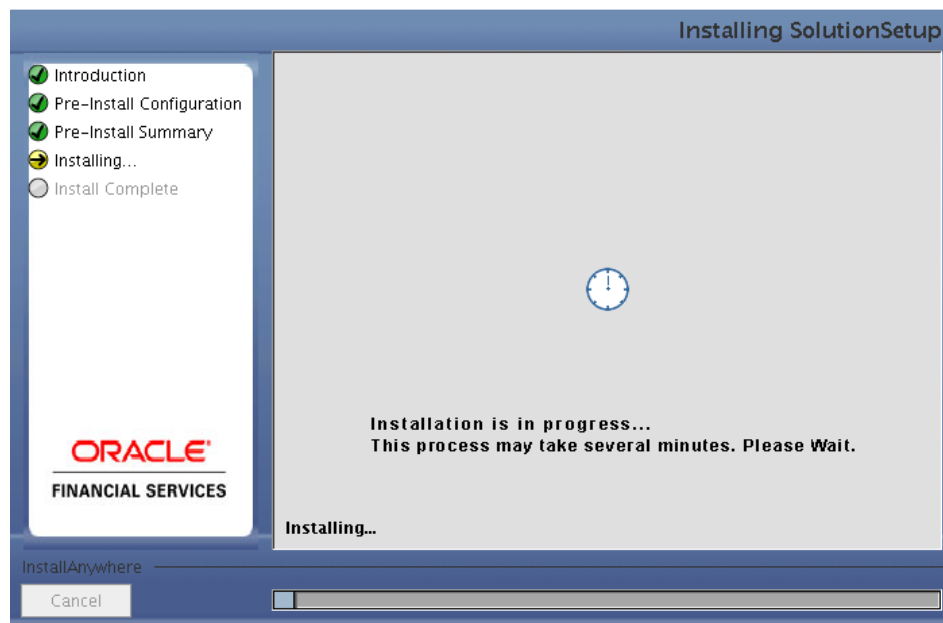 Installing SolutionSetup
Introduction
Pre-Install Configuration
Pre-Install Summary
Installing...
Install Complete
ORACLE'
FINANCIAL SERVICES
Installation is in progress...
This process may take several minutes. Please Wait.
Installing...
InstallAnywhere
Cancel